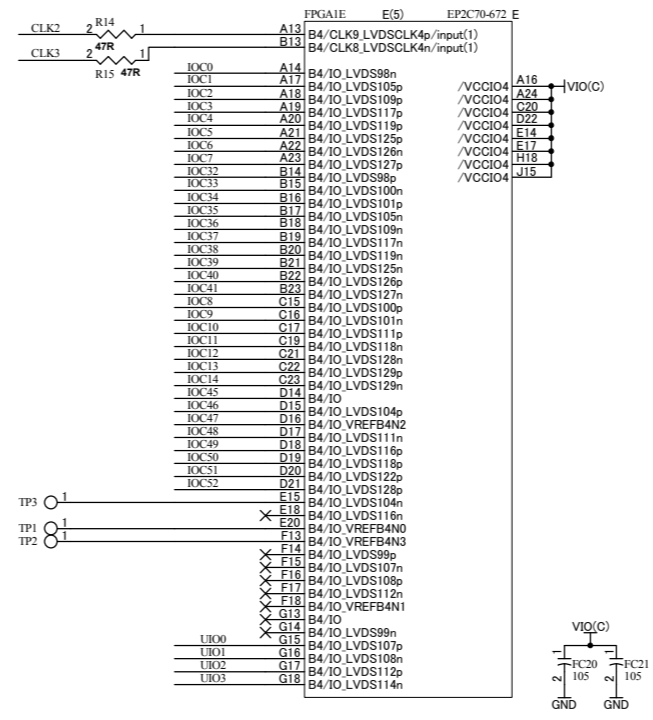 FPGA1E E(5) EP2C70-672 E
CLK2 2 R14 1 A13 B4/CLK9_LVDSCLK4p/input(1)
47R B13 B4/CLK8_LVDSCLK4n/input(1)
CLK3 2 1
R15 47R
IOC0 A14 B4/IO_LVDS98n
IOC1 A17 B4/IO_LVDS105p /VCCIO4 A16 VIO(C)
IOC2 A18 B4/IO_LVDS109p /VCCIO4 A24
IOC3 A19 B4/IO_LVDS117p /VCCIO4 C20
IOC4 A20 B4/IO_LVDS119p /VCCIO4 D22
IOC5 A21 B4/IO_LVDS125p /VCCIO4 E14
IOC6 A22 B4/IO_LVDS126n /VCCIO4 E17
IOC7 A23 B4/IO_LVDS127p /VCCIO4 H18
IOC32 B14 B4/IO_LVDS98p /VCCIO4 J15
IOC33 B15 B4/IO_LVDS100n
IOC34 B16 B4/IO_LVDS101p
IOC35 B17 B4/IO_LVDS105n
IOC36 B18 B4/IO_LVDS109n
IOC37 B19 B4/IO_LVDS117n
IOC38 B20 B4/IO_LVDS119n
IOC39 B21 B4/IO_LVDS125n
IOC40 B22 B4/IO_LVDS126p
IOC41 B23 B4/IO_LVDS127n
IOC8 C15 B4/IO_LVDS100p
IOC9 C16 B4/IO_LVDS101n
IOC10 C17 B4/IO_LVDS111p
IOC11 C19 B4/IO_LVDS118n
IOC12 C21 B4/IO_LVDS128n
IOC13 C22 B4/IO_LVDS129p
IOC14 C23 B4/IO_LVDS129n
IOC45 D14 B4/IO
IOC46 D15 B4/IO_LVDS104p
IOC47 D16 B4/IO_VREFB4N2
IOC48 D17 B4/IO_LVDS111n
IOC49 D18 B4/IO_LVDS116p
IOC50 D19 B4/IO_LVDS118p
IOC51 D20 B4/IO_LVDS122p
IOC52 D21 B4/IO_LVDS128p
TP3 1 E15 B4/IO_LVDS104n
E18 B4/IO_LVDS116n
TP1 1 E20 B4/IO_VREFB4N0
TP2 1 F13 B4/IO_VREFB4N3
F14 B4/IO_LVDS99p
F15 B4/IO_LVDS107n
F16 B4/IO_LVDS108p
F17 B4/IO_LVDS112n
F18 B4/IO_VREFB4N1
G13 B4/IO
G14 B4/IO_LVDS99n
UIO0 G15 B4/IO_LVDS107p
UIO1 G16 B4/IO_LVDS108n
UIO2 G17 B4/IO_LVDS112p
UIO3 G18 B4/IO_LVDS114n
VIO(C)
1 1
FC20 FC21
105 105
2 2
GND GND